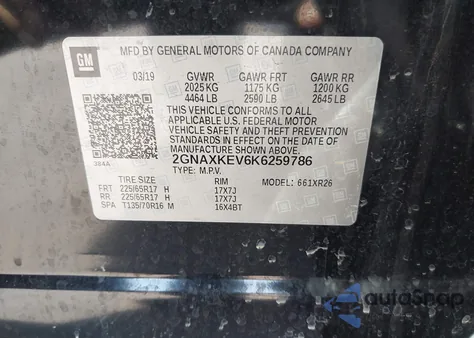 GM
MFD BY GENERAL MOTORS OF CANADA COMPANY
03/19 GVWR GAWR FRT GAWR RR
2025 KG 1175 KG 1200 KG
4464 LB 2590 LB 2645 LB
THIS VEHICLE CONFORMS TO ALL
APPLICABLE U.S. FEDERAL MOTOR
VEHICLE SAFETY AND THEFT PREVENTION
STANDARDS IN EFFECT ON THE DATE OF
MANUFACTURE SHOWN ABOVE.
384A
2GNAXKEV6K6259786
TYPE: M.P.V. MODEL: 661XR26
TIRE SIZE RIM
FRT 225/65R17 H 17X7J
RR 225/65R17 H 17X7J
SPA T135/70R16 M 16X4BT
autoSnap